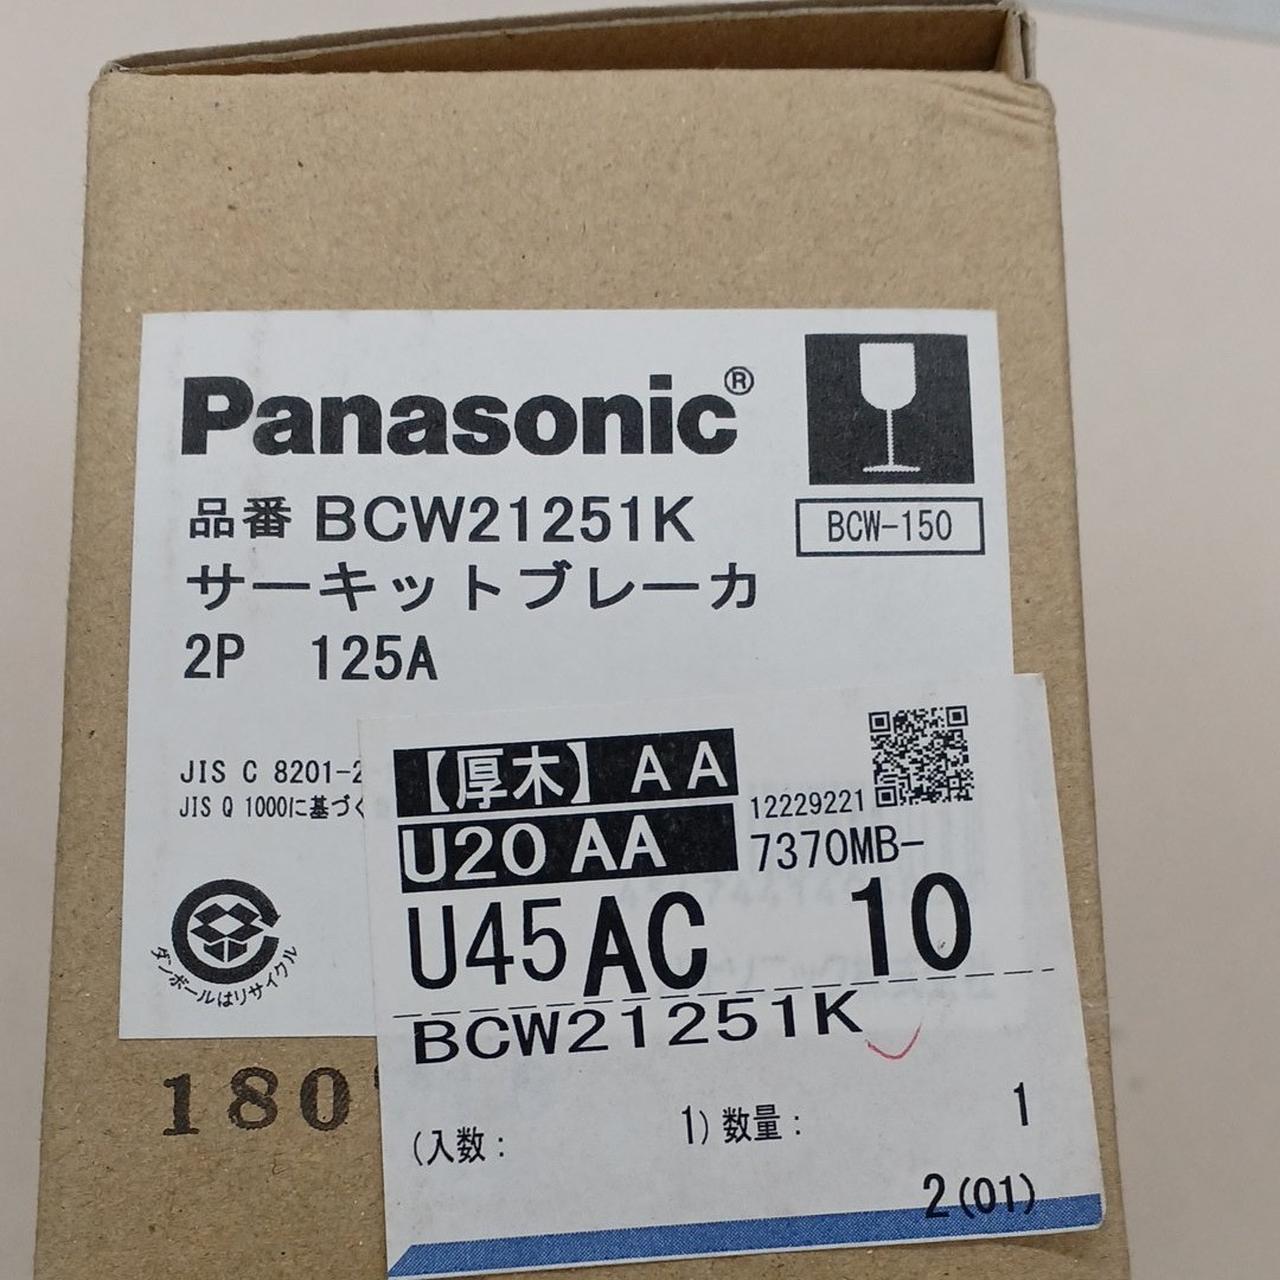 Panasonic®
品番 BCW21251K
BCW-150
サーキットブレーカ
2P 125A
JIS C 8201-2
JIS Q 1000に基づく
ダンボールはリサイクル
180
【厚木】 AA
12229221
U20 AA
7370MB-
U45 AC 10
BCW21251K
(入数: 1) 数量: 1
2(01)